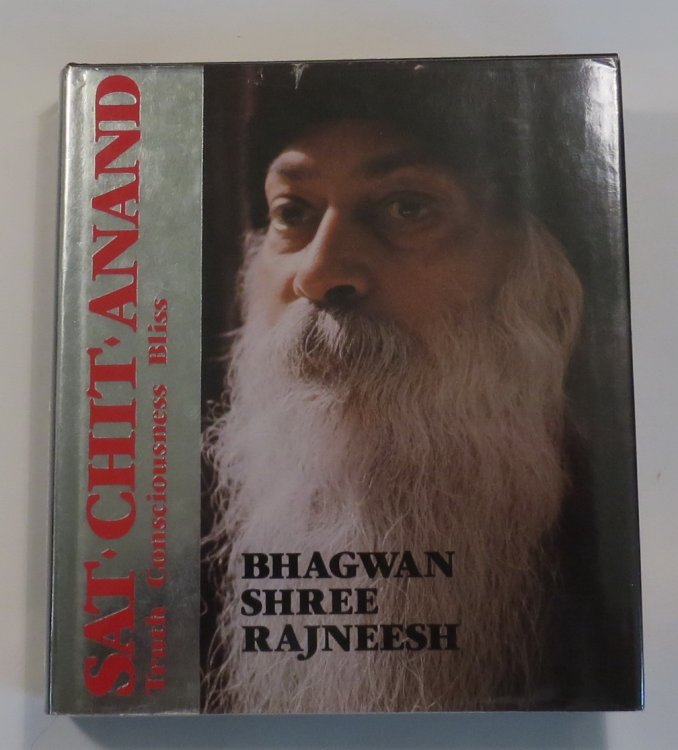 SAT·CHIT·ANAND
Truth Consciousness Bliss
BHAGWAN
SHREE
RAJNEESH